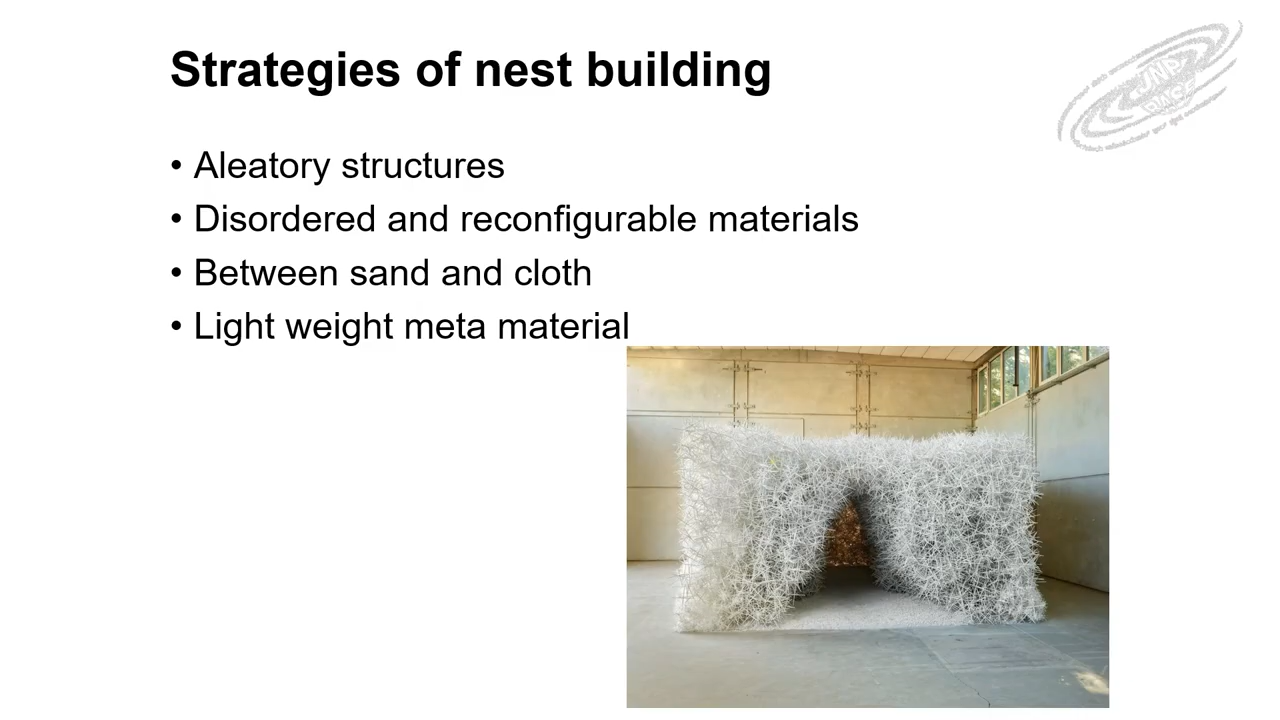 Strategies of nest building
• Aleatory structures
• Disordered and reconfigurable materials
• Between sand and cloth
• Light weight meta material